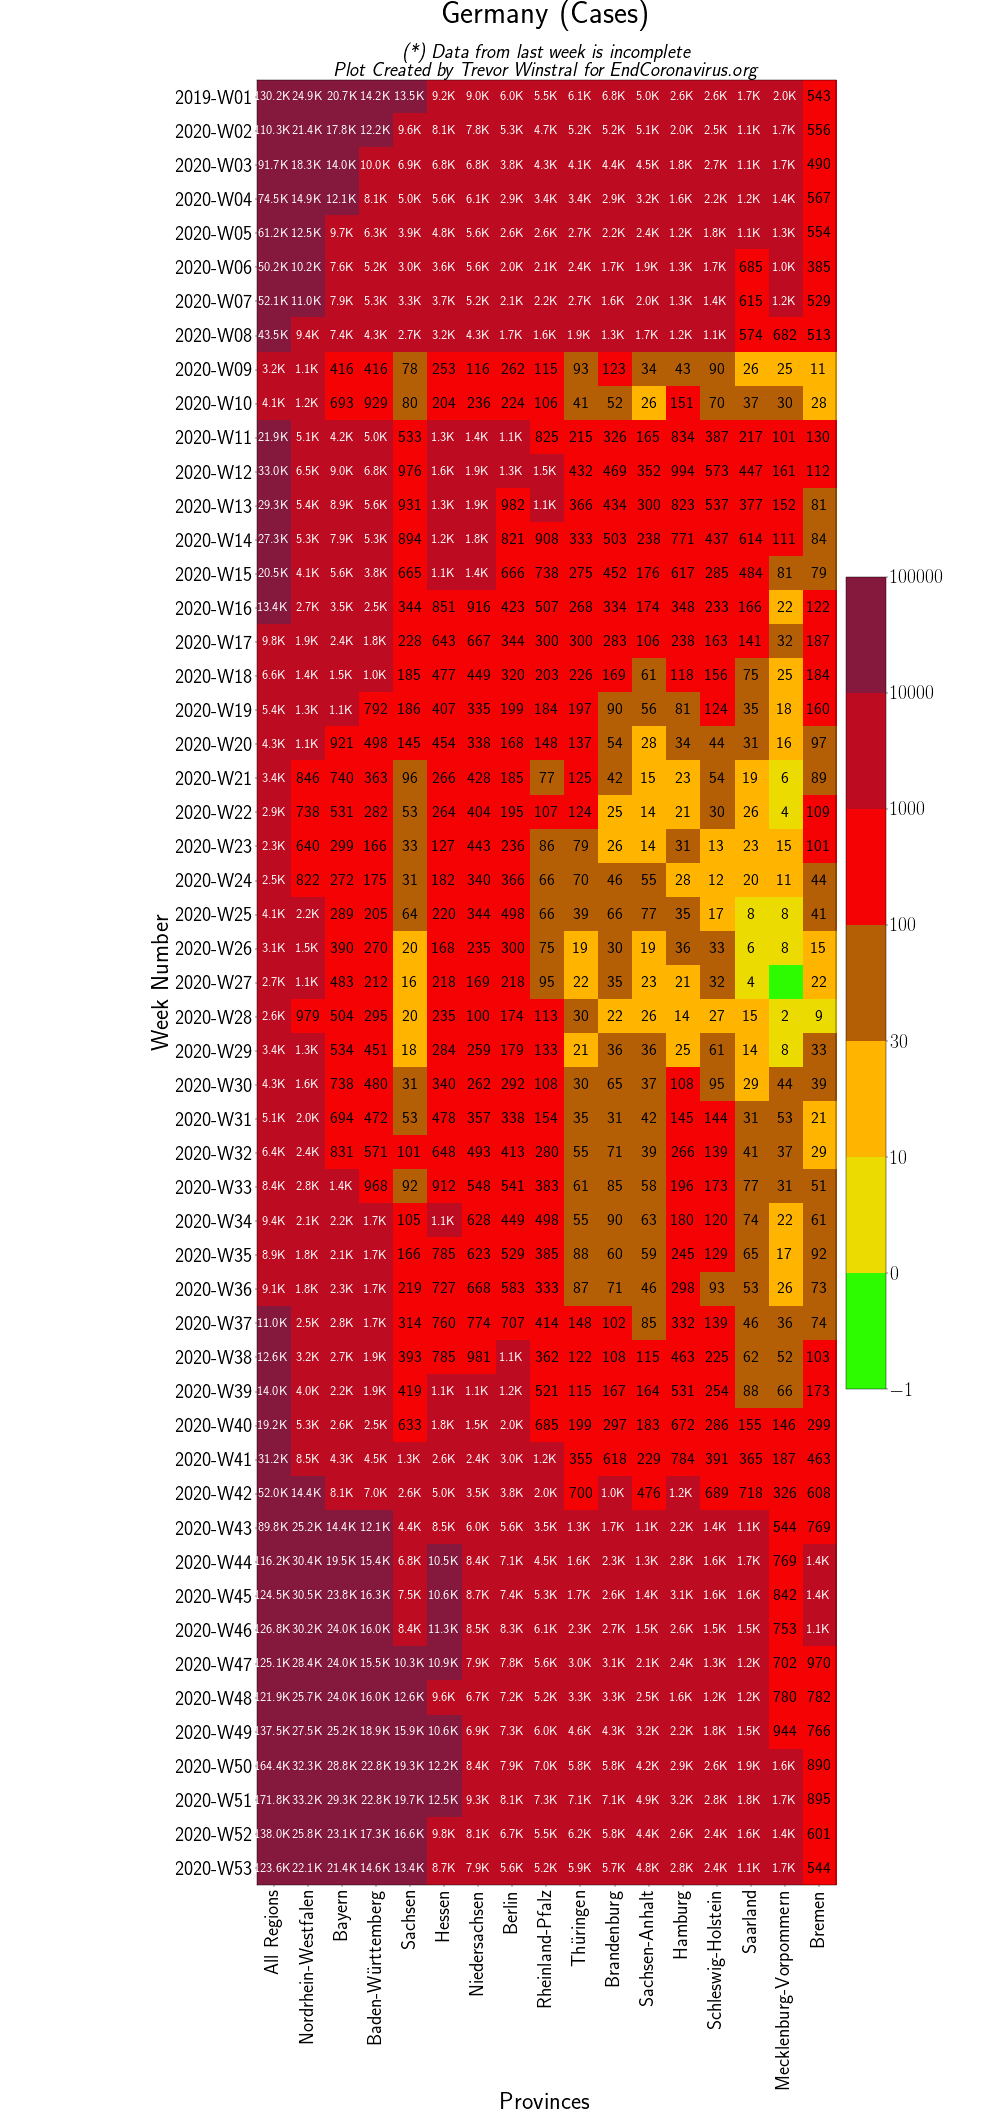 Germany (Cases)
(*) Data from last week is incomplete
Plot Created by Trevor Winstral for EndCoronavirus.org
2019-W01 130.2K 24.9K 20.7K 14.2K 13.5K 9.2K 9.0K 6.0K 5.5K 6.1K 6.8K 5.0K 2.6K 2.6K 1.7K 2.0K 543
2020-W02 110.3K 21.4K 17.8K 12.2K 9.6K 8.1K 7.8K 5.3K 4.7K 5.2K 5.2K 5.1K 2.0K 2.5K 1.1K 1.7K 556
2020-W03 91.7K 18.3K 14.0K 10.0K 6.9K 6.8K 6.8K 3.8K 4.3K 4.1K 4.4K 4.5K 1.8K 2.7K 1.1K 1.7K 490
2020-W04 74.5K 14.9K 12.1K 8.1K 5.0K 5.6K 6.1K 2.9K 3.4K 3.4K 2.9K 3.2K 1.6K 2.2K 1.2K 1.4K 567
2020-W05 61.2K 12.5K 9.7K 6.3K 3.9K 4.8K 5.6K 2.6K 2.6K 2.7K 2.2K 2.4K 1.2K 1.8K 1.1K 1.3K 554
2020-W06 50.2K 10.2K 7.6K 5.2K 3.0K 3.6K 5.6K 2.0K 2.1K 2.4K 1.7K 1.9K 1.3K 1.7K 685 1.0K 385
2020-W07 52.1K 11.0K 7.9K 5.3K 3.3K 3.7K 5.2K 2.1K 2.2K 2.7K 1.6K 2.0K 1.3K 1.4K 615 1.2K 529
2020-W08 43.5K 9.4K 7.4K 4.3K 2.7K 3.2K 4.3K 1.7K 1.6K 1.9K 1.3K 1.7K 1.2K 1.1K 574 682 513
2020-W09 3.2K 1.1K 416 416 78 253 116 262 115 93 123 34 43 90 26 25 11
2020-W10 4.1K 1.2K 693 929 80 204 236 224 106 41 52 26 151 70 37 30 28
2020-W11 21.9K 5.1K 4.2K 5.0K 533 1.3K 1.4K 1.1K 825 215 326 165 834 387 217 101 130
2020-W12 33.0K 6.5K 9.0K 6.8K 976 1.6K 1.9K 1.3K 1.5K 432 469 352 994 573 447 161 112
2020-W13 29.3K 5.4K 8.9K 5.6K 931 1.3K 1.9K 982 1.1K 366 434 300 823 537 377 152 81
2020-W14 27.3K 5.3K 7.9K 5.3K 894 1.2K 1.8K 821 908 333 503 238 771 437 614 111 84
2020-W15 20.5K 4.1K 5.6K 3.8K 665 1.1K 1.4K 666 738 275 452 176 617 285 484 81 79
2020-W16 13.4K 2.7K 3.5K 2.5K 344 851 916 423 507 268 334 174 348 233 166 22 122
2020-W17 9.8K 1.9K 2.4K 1.8K 228 643 667 344 300 300 283 106 238 163 141 32 187
2020-W18 6.6K 1.4K 1.5K 1.0K 185 477 449 320 203 226 169 61 118 156 75 25 184
2020-W19 5.4K 1.3K 1.1K 792 186 407 335 199 184 197 90 56 81 124 35 18 160
2020-W20 4.3K 1.1K 921 498 145 454 338 168 148 137 54 28 34 44 31 16 97
2020-W21 3.4K 846 740 363 96 266 428 185 77 125 42 15 23 54 19 6 89
2020-W22 2.9K 738 531 282 53 264 404 195 107 124 25 14 21 30 26 4 109
2020-W23 2.3K 640 299 166 33 127 443 236 86 79 26 14 31 13 23 15 101
2020-W24 2.5K 822 272 175 31 182 340 366 66 70 46 55 28 12 20 11 44
2020-W25 4.1K 2.2K 289 205 64 220 344 498 66 39 66 77 35 17 8 8 41
2020-W26 3.1K 1.5K 390 270 20 168 235 300 75 19 30 19 36 33 6 8 15
2020-W27 2.7K 1.1K 483 212 16 218 169 218 95 22 35 23 21 32 4 22
2020-W28 2.6K 979 504 295 20 235 100 174 113 30 22 26 14 27 15 2 9
2020-W29 3.4K 1.3K 534 451 18 284 259 179 133 21 36 36 25 61 14 8 33
2020-W30 4.3K 1.6K 738 480 31 340 262 292 108 30 65 37 108 95 29 44 39
2020-W31 5.1K 2.0K 694 472 53 478 357 338 154 35 31 42 145 144 31 53 21
2020-W32 6.4K 2.4K 831 571 101 648 493 413 280 55 71 39 266 139 41 37 29
2020-W33 8.4K 2.8K 1.4K 968 92 912 548 541 383 61 85 58 196 173 77 31 51
2020-W34 9.4K 2.1K 2.2K 1.7K 105 1.1K 628 449 498 55 90 63 180 120 74 22 61
2020-W35 8.9K 1.8K 2.1K 1.7K 166 785 623 529 385 88 60 59 245 129 65 17 92
2020-W36 9.1K 1.8K 2.3K 1.7K 219 727 668 583 333 87 71 46 298 93 53 26 73
2020-W37 11.0K 2.5K 2.8K 1.7K 314 760 774 707 414 148 102 85 332 139 46 36 74
2020-W38 12.6K 3.2K 2.7K 1.9K 393 785 981 1.1K 362 122 108 115 463 225 62 52 103
2020-W39 14.0K 4.0K 2.2K 1.9K 419 1.1K 1.1K 1.2K 521 115 167 164 531 254 88 66 173
2020-W40 19.2K 5.3K 2.6K 2.5K 633 1.8K 1.5K 2.0K 685 199 297 183 672 286 155 146 299
2020-W41 31.2K 8.5K 4.3K 4.5K 1.3K 2.6K 2.4K 3.0K 1.2K 355 618 229 784 391 365 187 463
2020-W42 52.0K 14.4K 8.1K 7.0K 2.6K 5.0K 3.5K 3.8K 2.0K 700 1.0K 476 1.2K 689 718 326 608
2020-W43 89.8K 25.2K 14.4K 12.1K 4.4K 8.5K 6.0K 5.6K 3.5K 1.3K 1.7K 1.1K 2.2K 1.4K 1.1K 544 769
2020-W44 116.2K 30.4K 19.5K 15.4K 6.8K 10.5K 8.4K 7.1K 4.5K 1.6K 2.3K 1.3K 2.8K 1.6K 1.7K 769 1.4K
2020-W45 124.5K 30.5K 23.8K 16.3K 7.5K 10.6K 8.7K 7.4K 5.3K 1.7K 2.6K 1.4K 3.1K 1.6K 1.6K 842 1.4K
2020-W46 126.8K 30.2K 24.0K 16.0K 8.4K 11.3K 8.5K 8.3K 6.1K 2.3K 2.7K 1.5K 2.6K 1.5K 1.5K 753 1.1K
2020-W47 125.1K 28.4K 24.0K 15.5K 10.3K 10.9K 7.9K 7.8K 5.6K 3.0K 3.1K 2.1K 2.4K 1.3K 1.2K 702 970
2020-W48 121.9K 25.7K 24.0K 16.0K 12.6K 9.6K 6.7K 7.2K 5.2K 3.3K 3.3K 2.5K 1.6K 1.2K 1.2K 780 782
2020-W49 137.5K 27.5K 25.2K 18.9K 15.9K 10.6K 6.9K 7.3K 6.0K 4.6K 4.3K 3.2K 2.2K 1.8K 1.5K 944 766
2020-W50 164.4K 32.3K 28.8K 22.8K 19.3K 12.2K 8.4K 7.9K 7.0K 5.8K 5.8K 4.2K 2.9K 2.6K 1.9K 1.6K 890
2020-W51 171.8K 33.2K 29.3K 22.8K 19.7K 12.5K 9.3K 8.1K 7.3K 7.1K 7.1K 4.9K 3.2K 2.8K 1.8K 1.7K 895
2020-W52 138.0K 25.8K 23.1K 17.3K 16.6K 9.8K 8.1K 6.7K 5.5K 6.2K 5.8K 4.4K 2.6K 2.4K 1.6K 1.4K 601
2020-W53 123.6K 22.1K 21.4K 14.6K 13.4K 8.7K 7.9K 5.6K 5.2K 5.9K 5.7K 4.8K 2.8K 2.4K 1.1K 1.7K 544
Week Number
All Regions
Nordrhein-Westfalen
Bayern
Baden-Württemberg
Sachsen
Hessen
Niedersachsen
Berlin
Rheinland-Pfalz
Thüringen
Brandenburg
Sachsen-Anhalt
Hamburg
Schleswig-Holstein
Saarland
Mecklenburg-Vorpommern
Bremen
Provinces
100000
10000
1000
100
30
10
0
−1